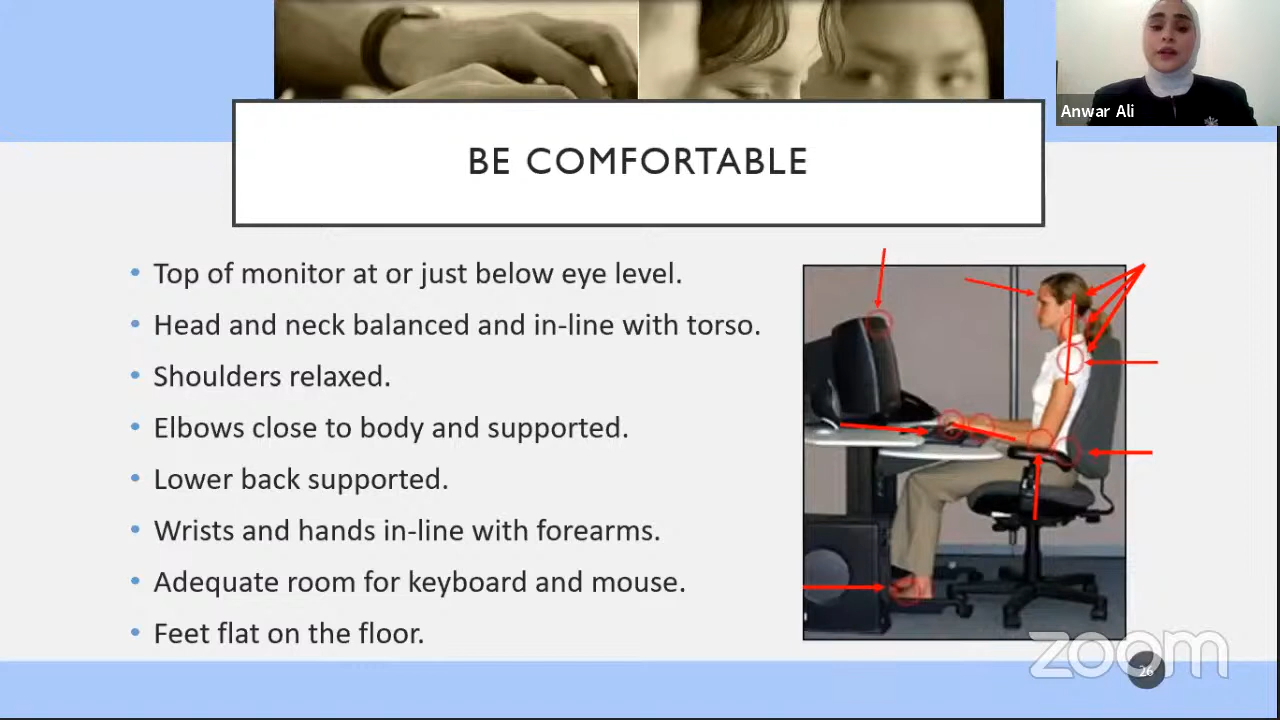 Anwar Ali
BE COMFORTABLE
• Top of monitor at or just below eye level.
• Head and neck balanced and in-line with torso.
• Shoulders relaxed.
• Elbows close to body and supported.
• Lower back supported.
• Wrists and hands in-line with forearms.
• Adequate room for keyboard and mouse.
• Feet flat on the floor.
zoom
26